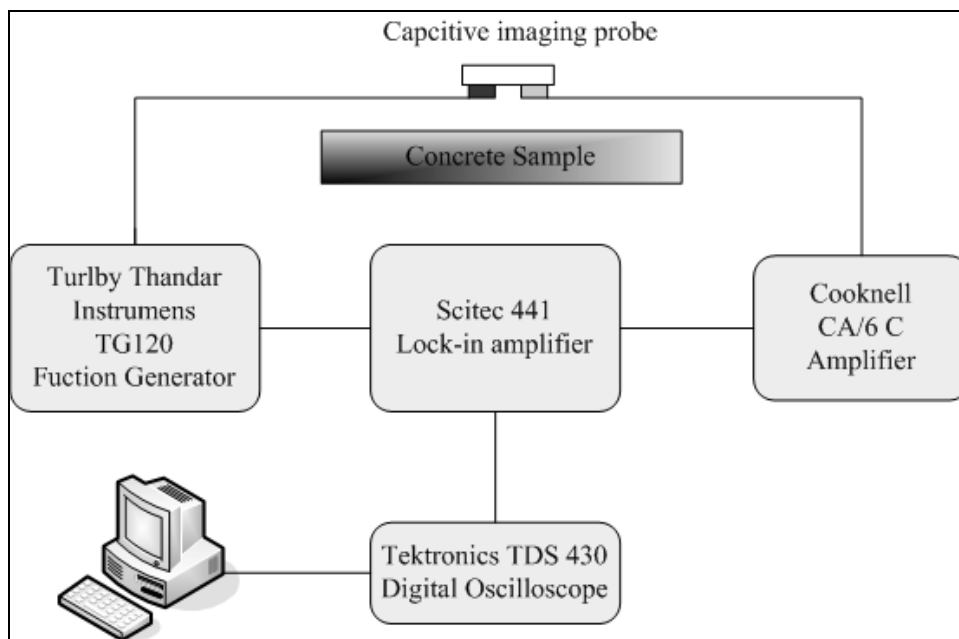 Capcitive imaging probe
Concrete Sample
Turlby Thandar
Instrumens
TG120
Fuction Generator
Scitec 441
Lock-in amplifier
Cooknell
CA/6 C
Amplifier
Tektronics TDS 430
Digital Oscilloscope